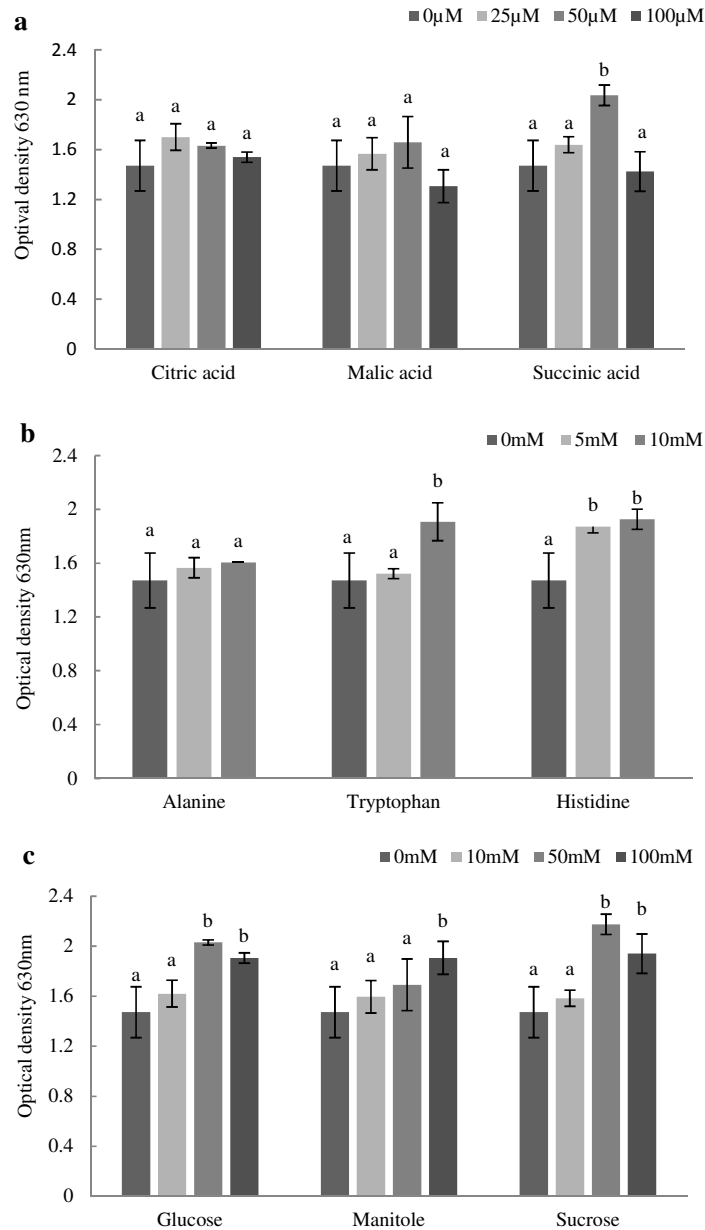 a
0µM 25µM 50µM 100µM
Optival density 630 nm
2.4
2
1.6
1.2
0.8
0.4
0
a a a a a a a a a a b a
Citric acid Malic acid Succinic acid
b
0mM 5mM 10mM
Optical density 630nm
2.4
2
1.6
1.2
0.8
0.4
0
a a a a a b a b b
Alanine Tryptophan Histidine
c
0mM 10mM 50mM 100mM
Optical density 630nm
2.4
2
1.6
1.2
0.8
0.4
0
a a b b a a a b a a b b
Glucose Manitole Sucrose